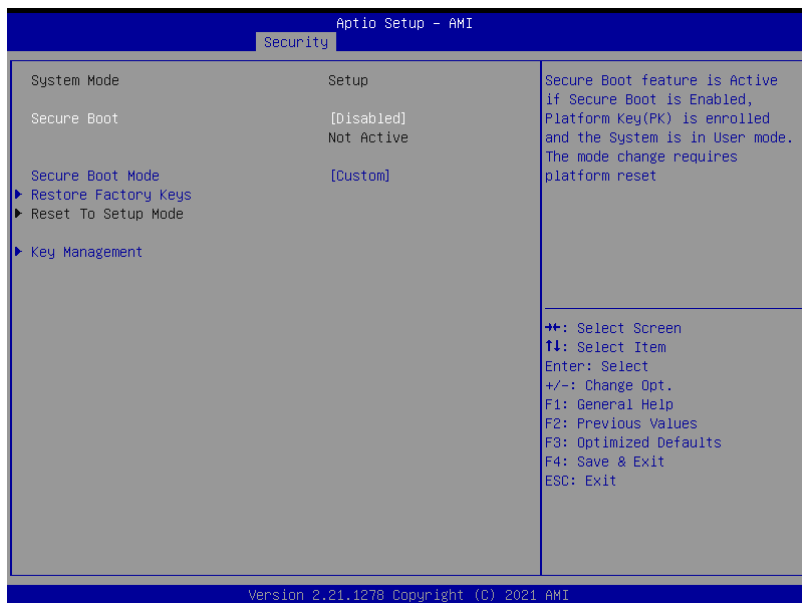 Aptio Setup – AMI
Security
System Mode Setup
Secure Boot [Disabled]
Not Active
Secure Boot Mode [Custom]
Restore Factory Keys
Reset To Setup Mode
Key Management
Secure Boot feature is Active
if Secure Boot is Enabled,
Platform Key(PK) is enrolled
and the System is in User mode.
The mode change requires
platform reset
→←: Select Screen
↑↓: Select Item
Enter: Select
+/-: Change Opt.
F1: General Help
F2: Previous Values
F3: Optimized Defaults
F4: Save & Exit
ESC: Exit
Version 2.21.1278 Copyright (C) 2021 AMI